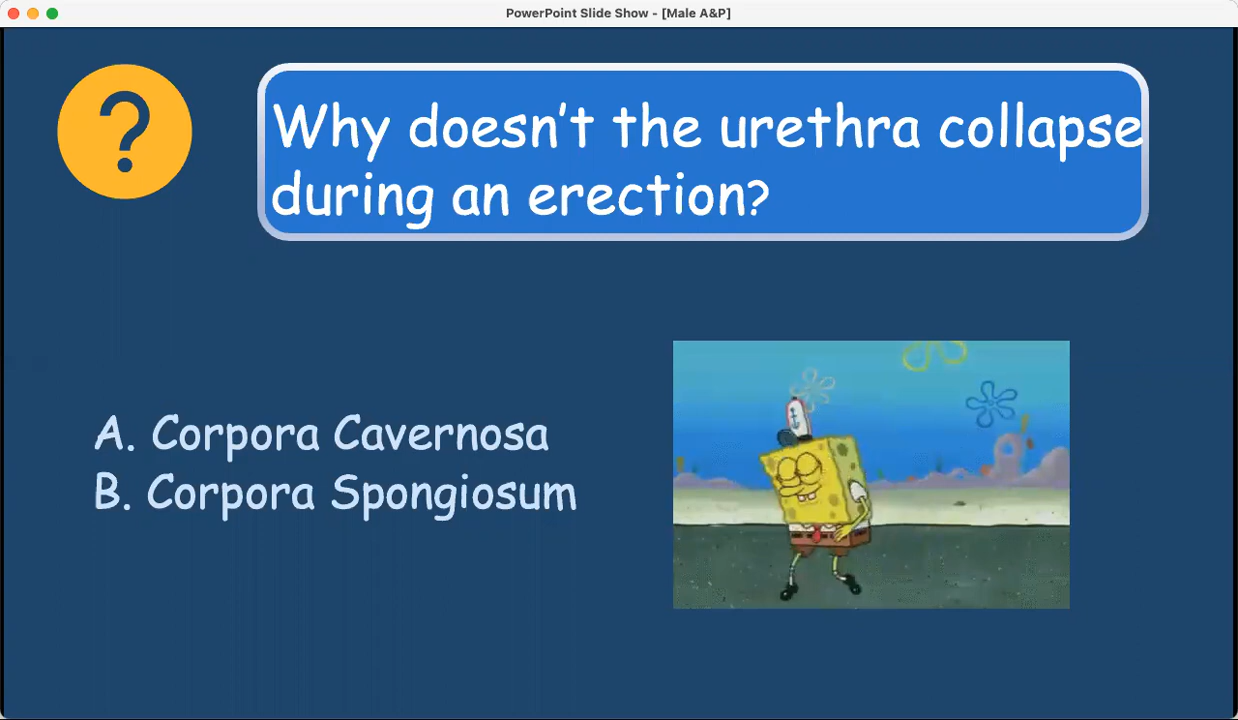 PowerPoint Slide Show - [Male A&P]
?
Why doesn't the urethra collapse
during an erection?
A. Corpora Cavernosa
B. Corpora Spongiosum